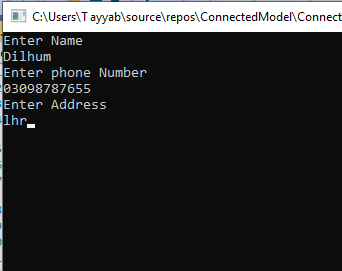 C:\Users\Tayyab\source\repos\ConnectedModel\Connect
Enter Name
Dilhum
Enter phone Number
03098787655
Enter Address
lhr